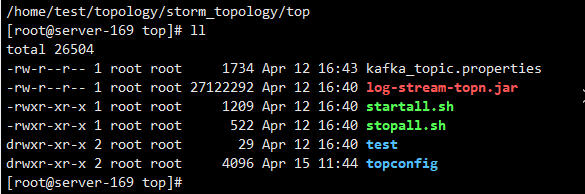 /home/test/topology/storm_topology/top
[root@server-169 top]# ll
total 26504
-rw-r--r-- 1 root root     1734 Apr 12 16:43 kafka_topic.properties
-rw-r--r-- 1 root root 27122292 Apr 12 16:40 log-stream-topn.jar
-rwxr-xr-x 1 root root     1209 Apr 12 16:40 startall.sh
-rwxr-xr-x 1 root root      522 Apr 12 16:40 stopall.sh
drwxr-xr-x 2 root root       29 Apr 12 16:40 test
drwxr-xr-x 2 root root     4096 Apr 15 11:44 topconfig
[root@server-169 top]#